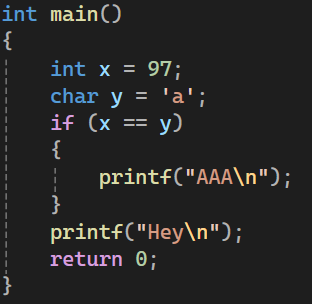 int main()
{
    int x = 97;
    char y = 'a';
    if (x == y)
    {
        printf("AAA\n");
    }
    printf("Hey\n");
    return 0;
}